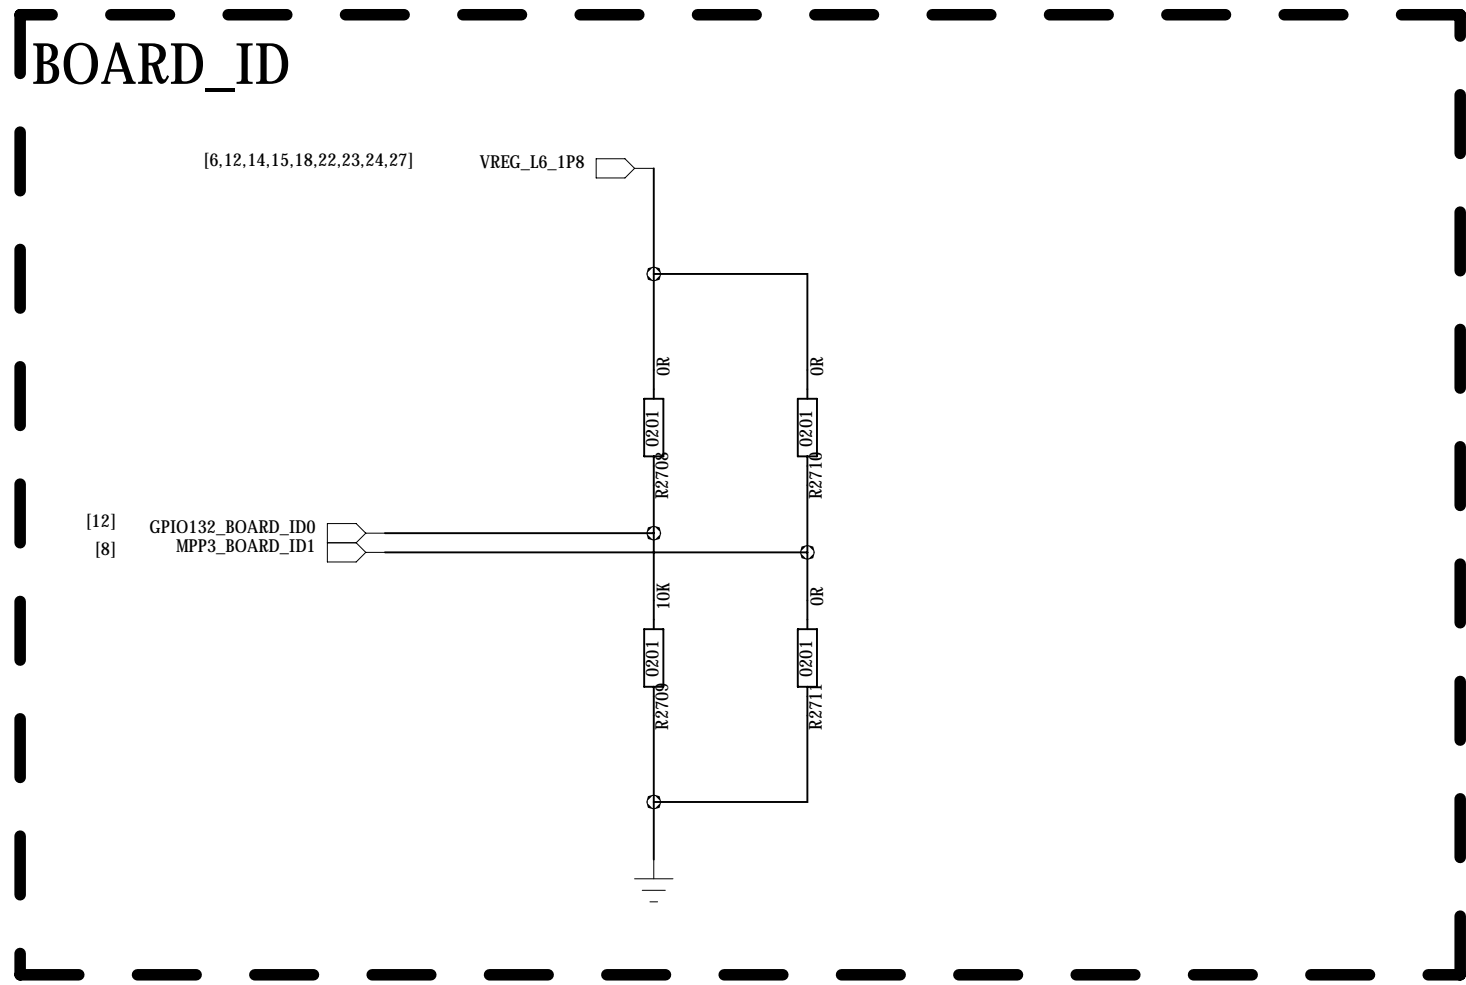 BOARD_ID
[6,12,14,15,18,22,23,24,27] VREG_L6_1P8
0R 0R
0201 0201
R2708 R2710
[12] GPIO132_BOARD_ID0
[8] MPP3_BOARD_ID1
10K 0R
0201 0201
R2709 R2711